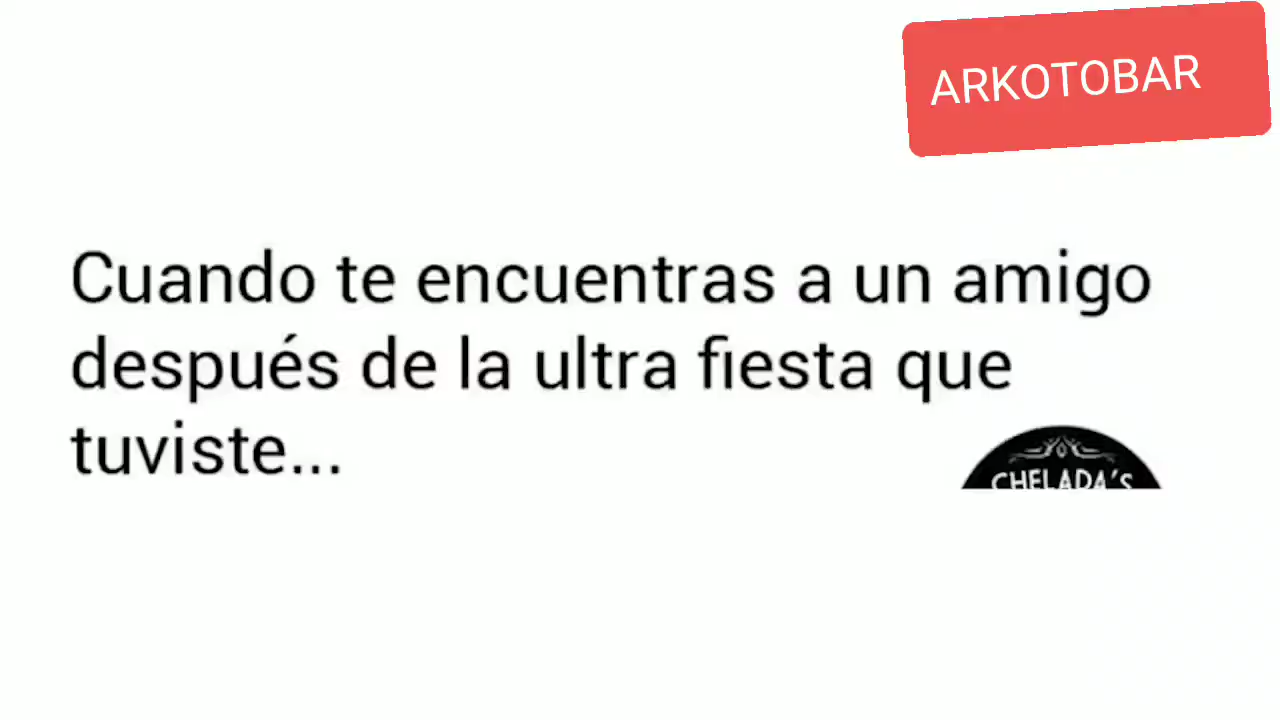 ARKOTOBAR
Cuando te encuentras a un amigo
después de la ultra fiesta que
tuviste...
CHELADA'S